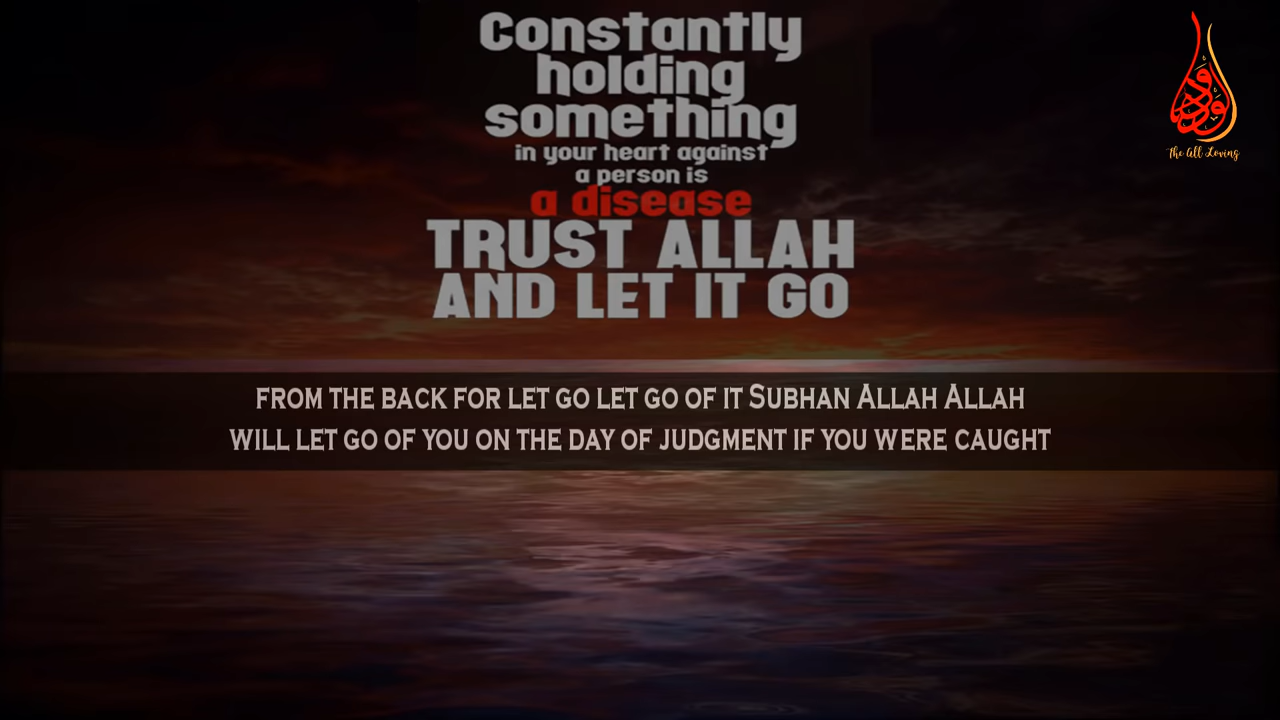 Constantly
holding
something
in your heart against
a person is
a disease
TRUST ALLAH
AND LET IT GO
FROM THE BACK FOR LET GO LET GO OF IT SUBHAN ALLAH ALLAH
WILL LET GO OF YOU ON THE DAY OF JUDGMENT IF YOU WERE CAUGHT
الودود
The All Loving